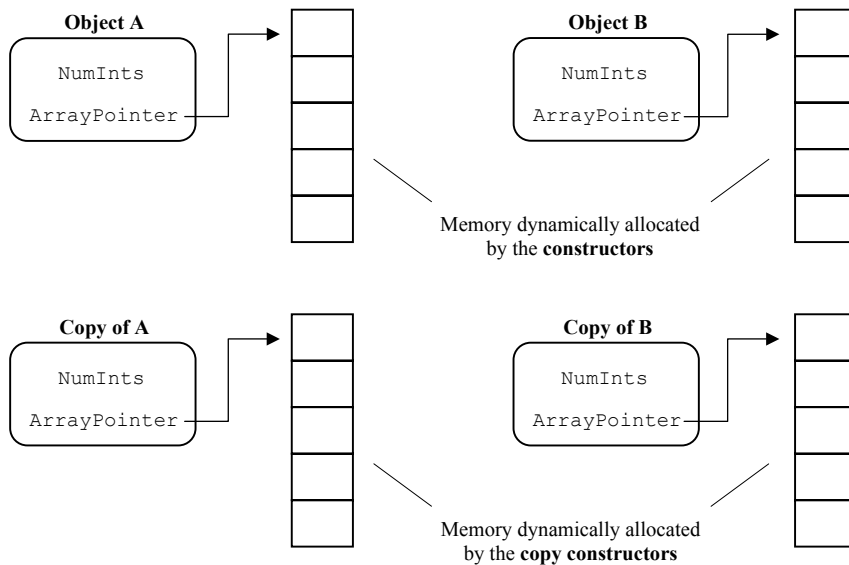 Object A
NumInts
ArrayPointer
Object B
NumInts
ArrayPointer
Memory dynamically allocated
by the constructors
Copy of A
NumInts
ArrayPointer
Copy of B
NumInts
ArrayPointer
Memory dynamically allocated
by the copy constructors